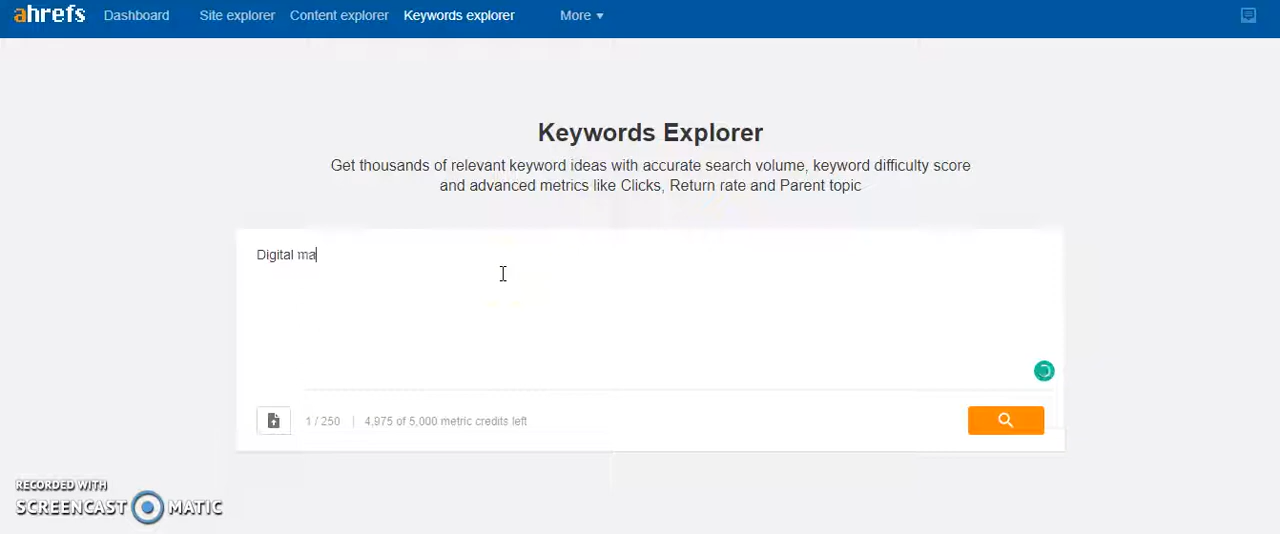 ahrefs Dashboard Site explorer Content explorer Keywords explorer More
Keywords Explorer
Get thousands of relevant keyword ideas with accurate search volume, keyword difficulty score
and advanced metrics like Clicks, Return rate and Parent topic
Digital ma
1 / 250 | 4,975 of 5,000 metric credits left
RECORDED WITH
SCREENCAST MATIC